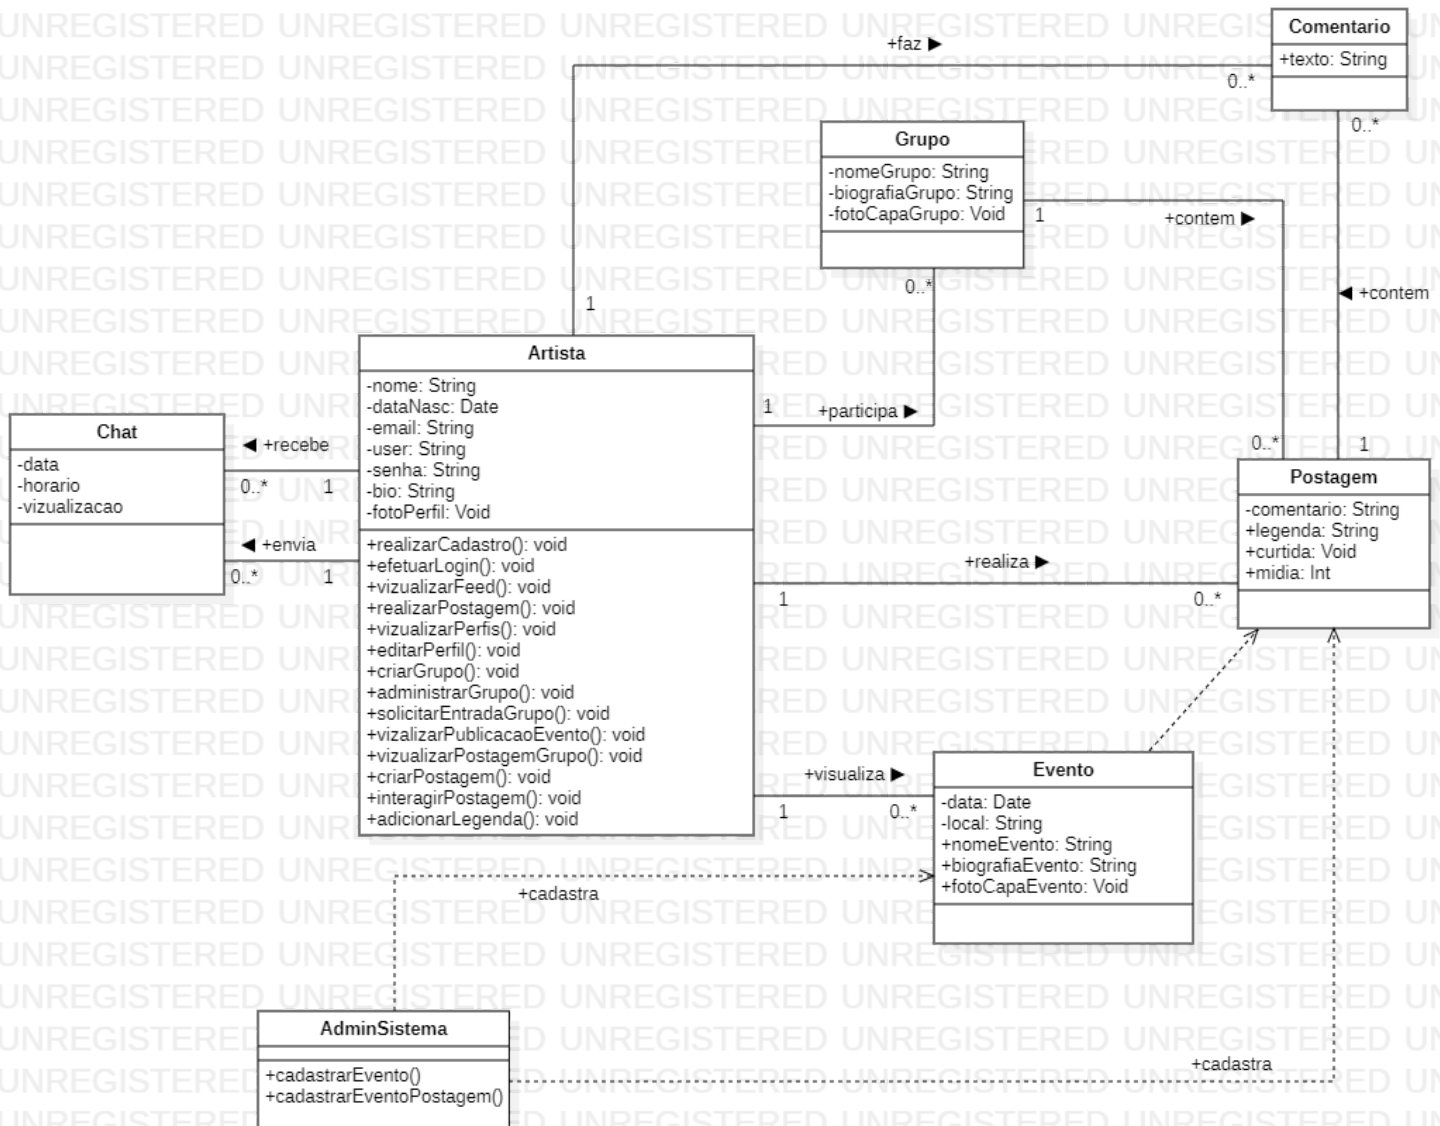 Comentario
+texto: String
0..*
0..*
+faz ►
1
Grupo
-nomeGrupo: String
-biografiaGrupo: String
-fotoCapaGrupo: Void
1
+contem ►
0..*
◄ +contem
0..*
1
Artista
-nome: String
-dataNasc: Date
-email: String
-user: String
-senha: String
-bio: String
-fotoPerfil: Void
+realizarCadastro(): void
+efetuarLogin(): void
+vizualizarFeed(): void
+realizarPostagem(): void
+vizualizarPerfis(): void
+editarPerfil(): void
+criarGrupo(): void
+administrarGrupo(): void
+solicitarEntradaGrupo(): void
+vizalizarPublicacaoEvento(): void
+vizualizarPostagemGrupo(): void
+criarPostagem(): void
+interagirPostagem(): void
+adicionarLegenda(): void
1
+participa ►
Chat
-data
-horario
-vizualizacao
◄ +recebe
0..*
1
◄ +envia
0..*
1
Postagem
-comentario: String
+legenda: String
+curtida: Void
+midia: Int
+realiza ►
1
0..*
+visualiza ►
1
0..*
Evento
-data: Date
-local: String
+nomeEvento: String
+biografiaEvento: String
+fotoCapaEvento: Void
+cadastra
AdminSistema
+cadastrarEvento()
+cadastrarEventoPostagem()
+cadastra
UNREGISTERED